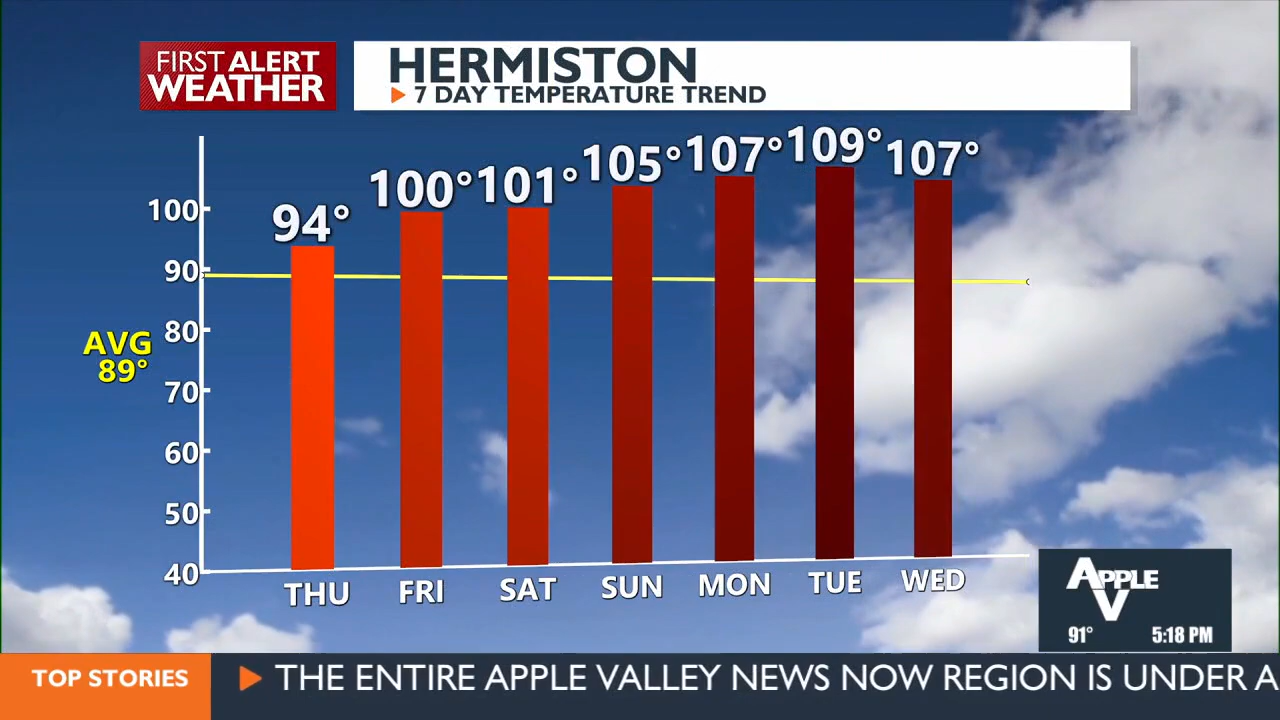 FIRST ALERT
WEATHER
HERMISTON
7 DAY TEMPERATURE TREND
94° 100° 101° 105° 107° 109° 107°
100
90
80
AVG
89°
70
60
50
40
THU FRI SAT SUN MON TUE WED
APPLE
V
91° 5:18 PM
TOP STORIES THE ENTIRE APPLE VALLEY NEWS NOW REGION IS UNDER A